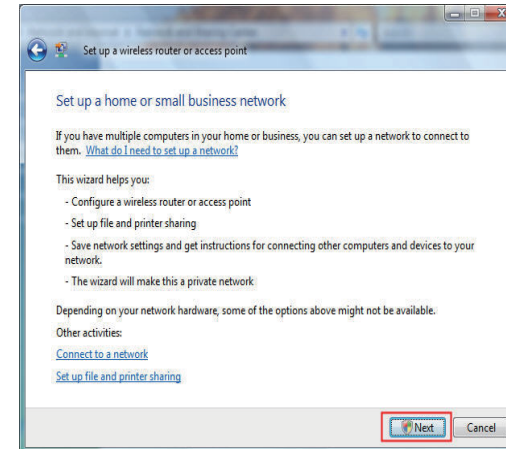 Set up a wireless router or access point
Set up a home or small business network
If you have multiple computers in your home or business, you can set up a network to connect to
them. What do I need to set up a network?
This wizard helps you:
- Configure a wireless router or access point
- Set up file and printer sharing
- Save network settings and get instructions for connecting other computers and devices to your
network.
- The wizard will make this a private network
Depending on your network hardware, some of the options above might not be available.
Other activities:
Connect to a network
Set up file and printer sharing
Next Cancel